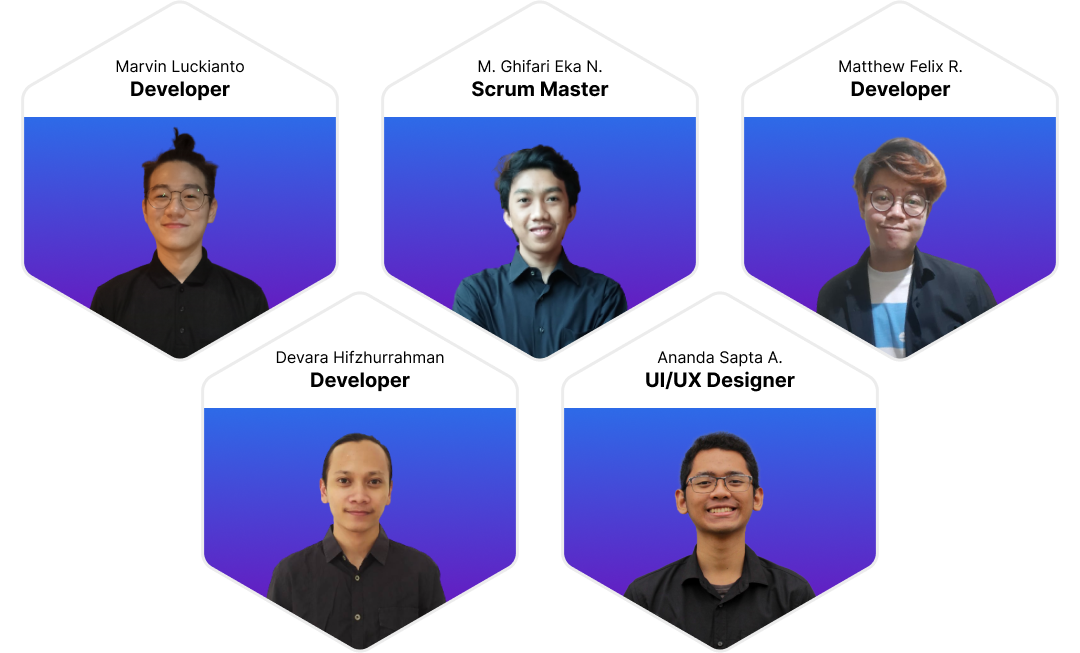 Marvin Luckianto
Developer
M. Ghifari Eka N.
Scrum Master
Matthew Felix R.
Developer
Devara Hifzhurrahman
Developer
Ananda Sapta A.
UI/UX Designer